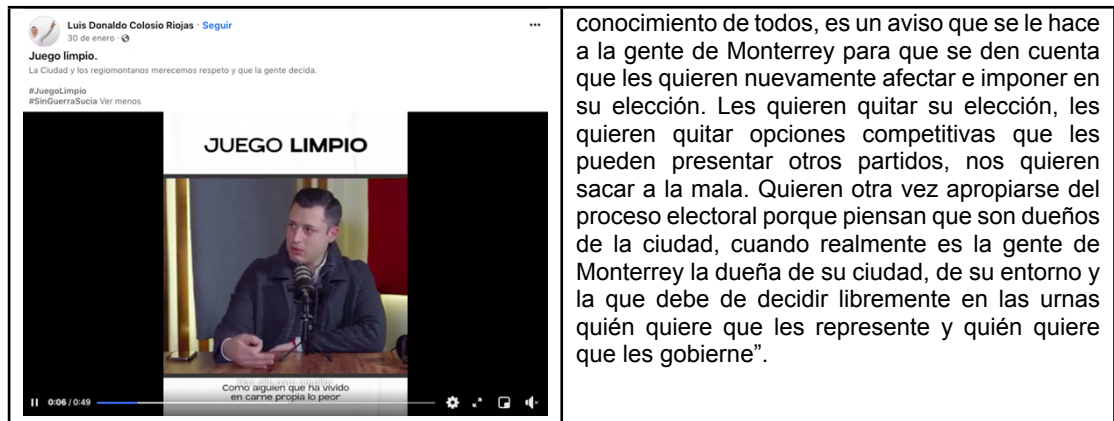 Luis Donaldo Colosio Riojas · Seguir
30 de enero ·
Juego limpio.
La Ciudad y los regiomontanos merecemos respeto y que la gente decida.
#JuegoLimpio
#SinGuerraSucia Ver menos
JUEGO LIMPIO
Como alguien que ha vivido
en carne propia lo peor
0:06 / 0:49
conocimiento de todos, es un aviso que se le hace
a la gente de Monterrey para que se den cuenta
que les quieren nuevamente afectar e imponer en
su elección. Les quieren quitar su elección, les
quieren quitar opciones competitivas que les
pueden presentar otros partidos, nos quieren
sacar a la mala. Quieren otra vez apropiarse del
proceso electoral porque piensan que son dueños
de la ciudad, cuando realmente es la gente de
Monterrey la dueña de su ciudad, de su entorno y
la que debe de decidir libremente en las urnas
quién quiere que les represente y quién quiere
que les gobierne”.